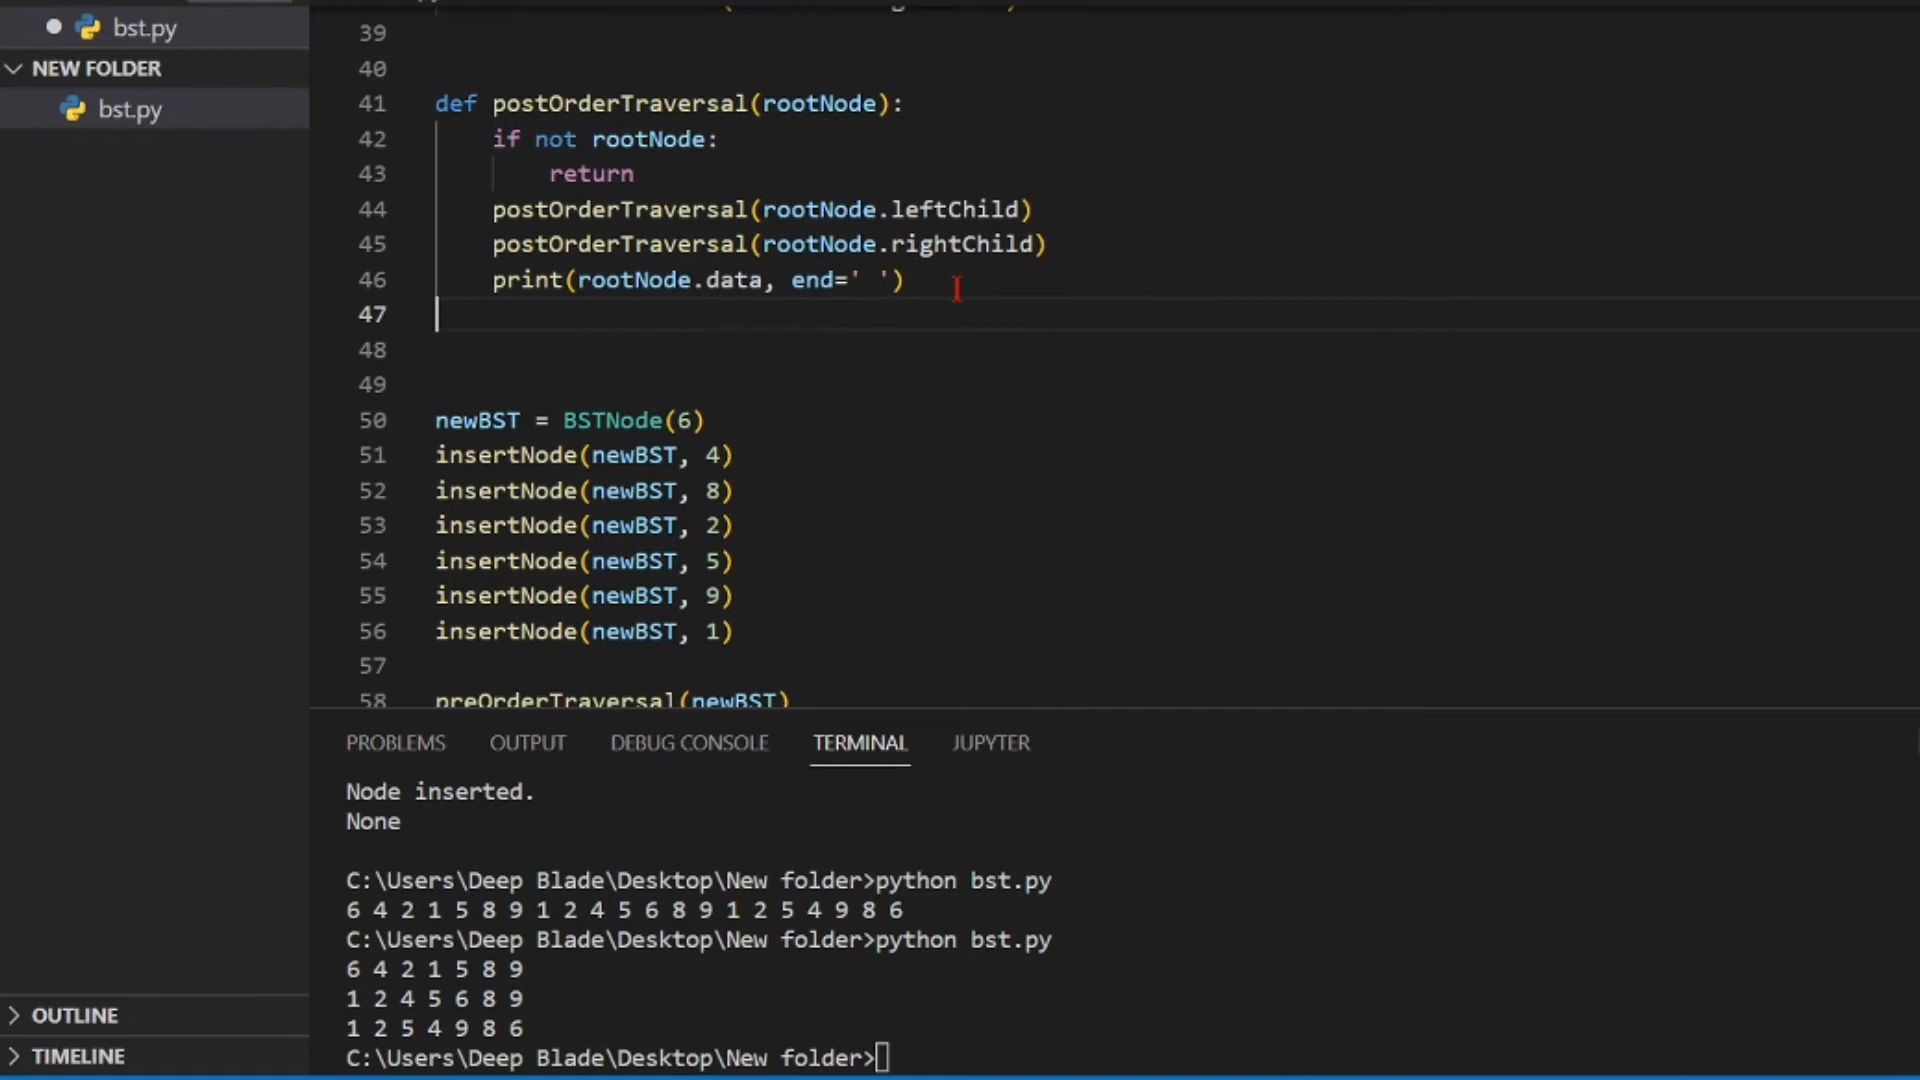 bst.py
NEW FOLDER
bst.py
OUTLINE
TIMELINE
39
40
41 def postOrderTraversal(rootNode):
42 if not rootNode:
43 return
44 postOrderTraversal(rootNode.leftChild)
45 postOrderTraversal(rootNode.rightChild)
46 print(rootNode.data, end=' ')
47
48
49
50 newBST = BSTNode(6)
51 insertNode(newBST, 4)
52 insertNode(newBST, 8)
53 insertNode(newBST, 2)
54 insertNode(newBST, 5)
55 insertNode(newBST, 9)
56 insertNode(newBST, 1)
57
58 preOrderTraversal(newBST)
PROBLEMS OUTPUT DEBUG CONSOLE TERMINAL JUPYTER
Node inserted.
None
C:\Users\Deep Blade\Desktop\New folder>python bst.py
6 4 2 1 5 8 9 1 2 4 5 6 8 9 1 2 5 4 9 8 6
C:\Users\Deep Blade\Desktop\New folder>python bst.py
6 4 2 1 5 8 9
1 2 4 5 6 8 9
1 2 5 4 9 8 6
C:\Users\Deep Blade\Desktop\New folder>